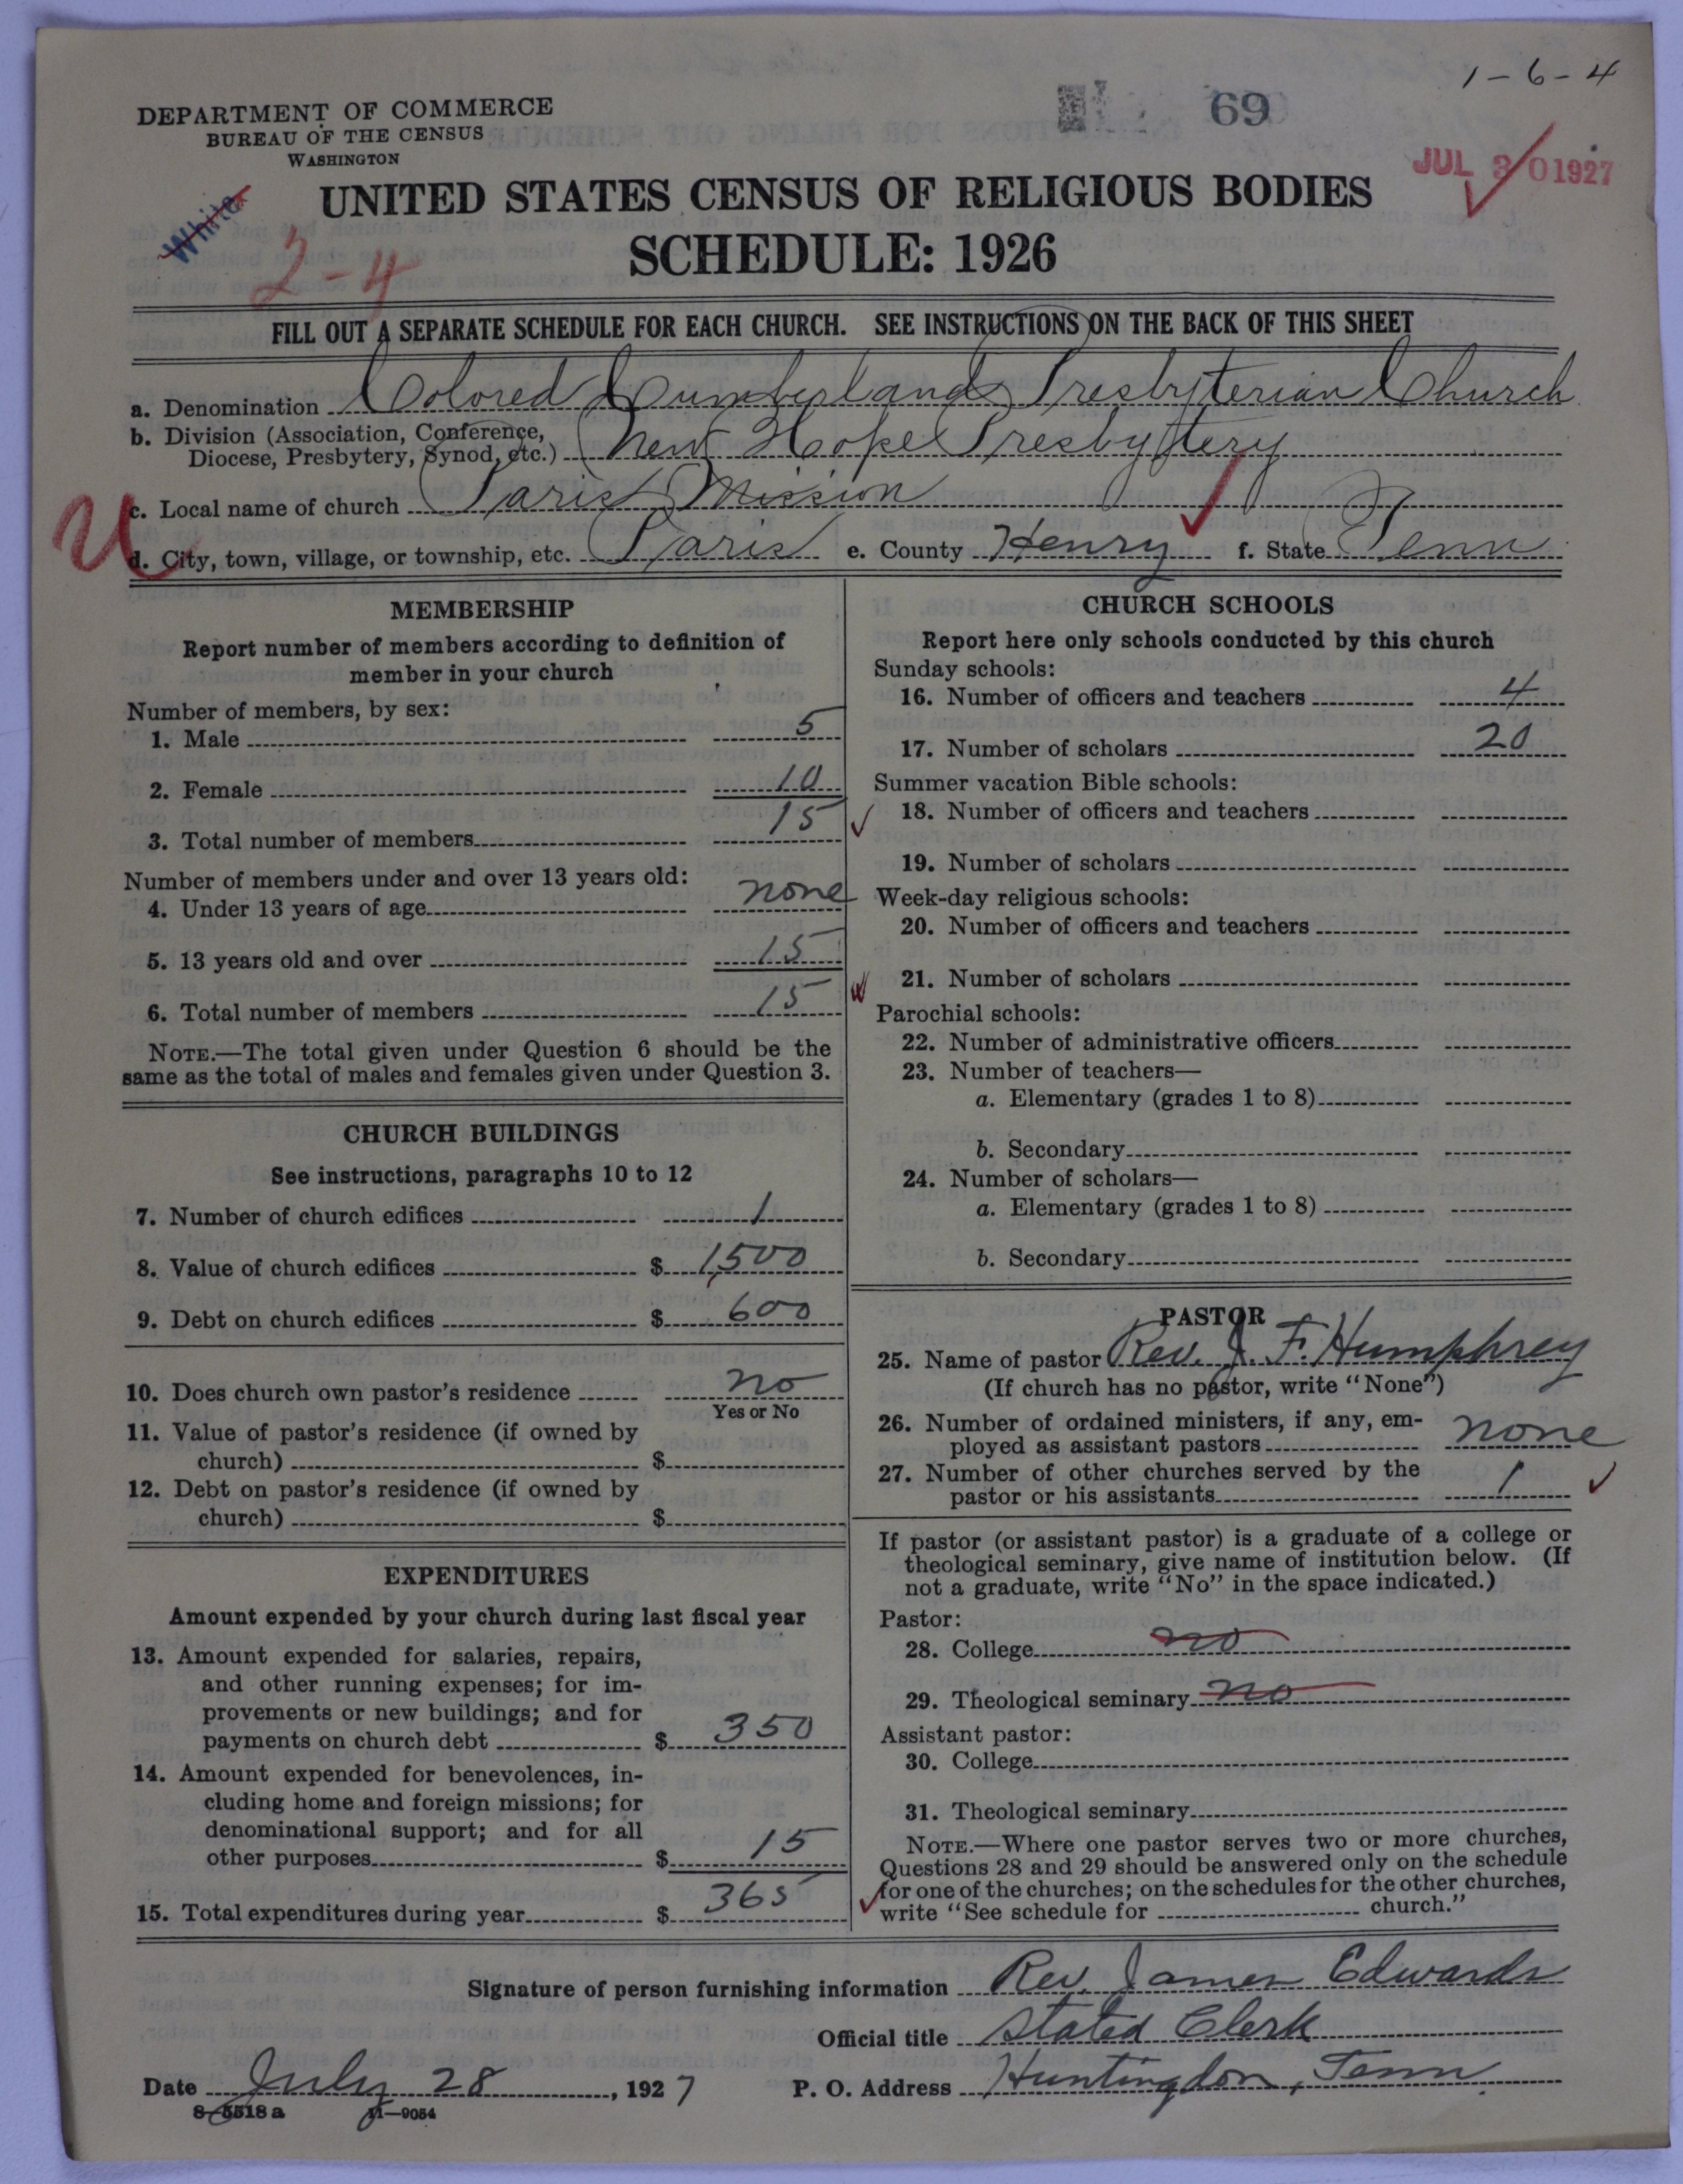 1-6-4
69
DEPARTMENT OF COMMERCE
BUREAU OF THE CENSUS
WASHINGTON
JUL 30 1927
White
2-4
UNITED STATES CENSUS OF RELIGIOUS BODIES
SCHEDULE: 1926
FILL OUT A SEPARATE SCHEDULE FOR EACH CHURCH. SEE INSTRUCTIONS ON THE BACK OF THIS SHEET
a. Denomination Colored Cumberland Presbyterian Church
b. Division (Association, Conference,
Diocese, Presbytery, Synod, etc.) New Hope Presbytery
c. Local name of church Paris Mission
d. City, town, village, or township, etc. Paris e. County Henry f. State Tenn
MEMBERSHIP
Report number of members according to definition of
member in your church
Number of members, by sex:
1. Male 5
2. Female 10
3. Total number of members 15
Number of members under and over 13 years old:
4. Under 13 years of age none
5. 13 years old and over 15
6. Total number of members 15
NOTE.—The total given under Question 6 should be the
same as the total of males and females given under Question 3.
CHURCH BUILDINGS
See instructions, paragraphs 10 to 12
7. Number of church edifices 1
8. Value of church edifices $ 1,500
9. Debt on church edifices $ 600
10. Does church own pastor's residence no
Yes or No
11. Value of pastor's residence (if owned by
church) $
12. Debt on pastor's residence (if owned by
church) $
EXPENDITURES
Amount expended by your church during last fiscal year
13. Amount expended for salaries, repairs,
and other running expenses; for im-
provements or new buildings; and for
payments on church debt $ 350
14. Amount expended for benevolences, in-
cluding home and foreign missions; for
denominational support; and for all
other purposes $ 15
15. Total expenditures during year $ 365
CHURCH SCHOOLS
Report here only schools conducted by this church
Sunday schools:
16. Number of officers and teachers 4
17. Number of scholars 20
Summer vacation Bible schools:
18. Number of officers and teachers
19. Number of scholars
Week-day religious schools:
20. Number of officers and teachers
21. Number of scholars
Parochial schools:
22. Number of administrative officers
23. Number of teachers—
a. Elementary (grades 1 to 8)
b. Secondary
24. Number of scholars—
a. Elementary (grades 1 to 8)
b. Secondary
PASTOR
25. Name of pastor Rev. J. F. Humphrey
(If church has no pastor, write "None")
26. Number of ordained ministers, if any, em-
ployed as assistant pastors none
27. Number of other churches served by the
pastor or his assistants 1
If pastor (or assistant pastor) is a graduate of a college or
theological seminary, give name of institution below. (If
not a graduate, write "No" in the space indicated.)
Pastor:
28. College no
29. Theological seminary no
Assistant pastor:
30. College
31. Theological seminary
NOTE.—Where one pastor serves two or more churches,
Questions 28 and 29 should be answered only on the schedule
for one of the churches; on the schedules for the other churches,
write "See schedule for church."
Signature of person furnishing information Rev. James Edwards
Official title Stated Clerk
Date July 28, 1927 P. O. Address Huntingdon, Tenn.
8-5518 a 11-9054